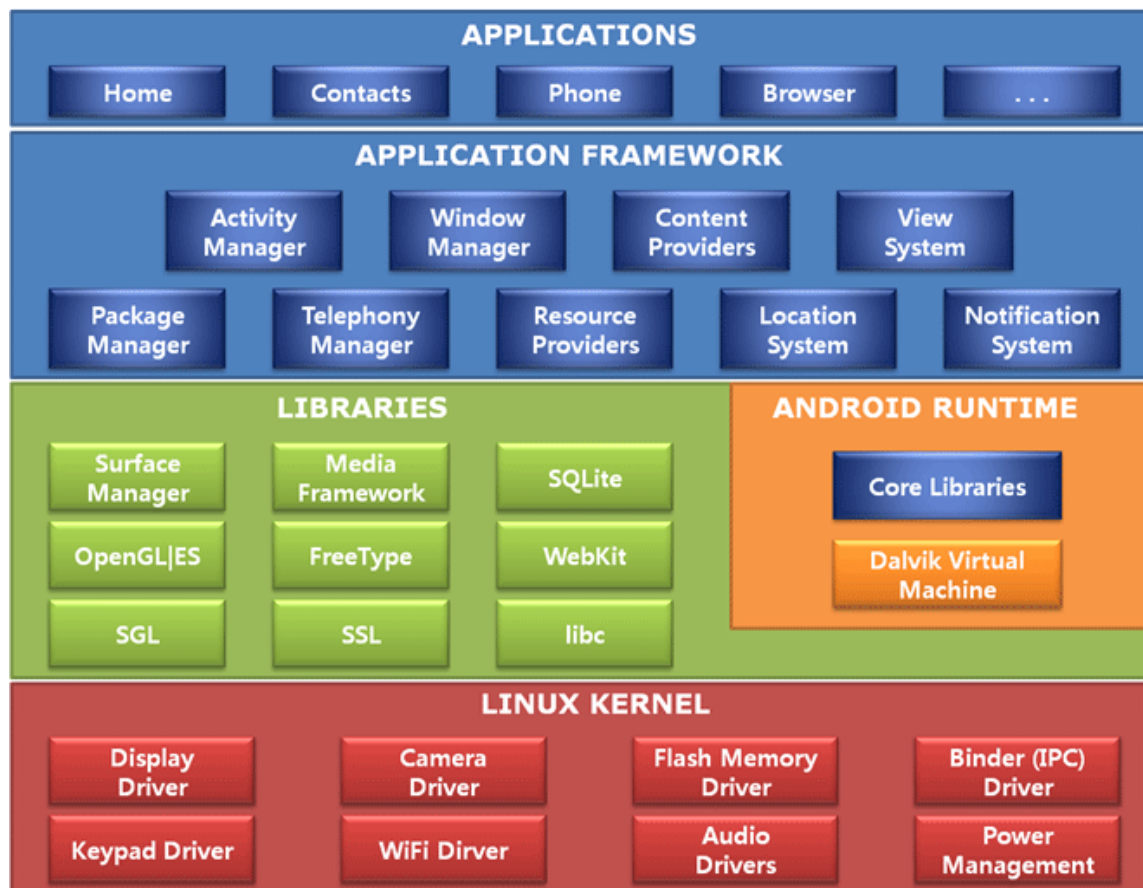 APPLICATIONS
Home
Contacts
Phone
Browser
. . .
APPLICATION FRAMEWORK
Activity
Manager
Window
Manager
Content
Providers
View
System
Package
Manager
Telephony
Manager
Resource
Providers
Location
System
Notification
System
LIBRARIES
Surface
Manager
Media
Framework
SQLite
OpenGL|ES
FreeType
WebKit
SGL
SSL
libc
ANDROID RUNTIME
Core Libraries
Dalvik Virtual
Machine
LINUX KERNEL
Display
Driver
Camera
Driver
Flash Memory
Driver
Binder (IPC)
Driver
Keypad Driver
WiFi Dirver
Audio
Drivers
Power
Management